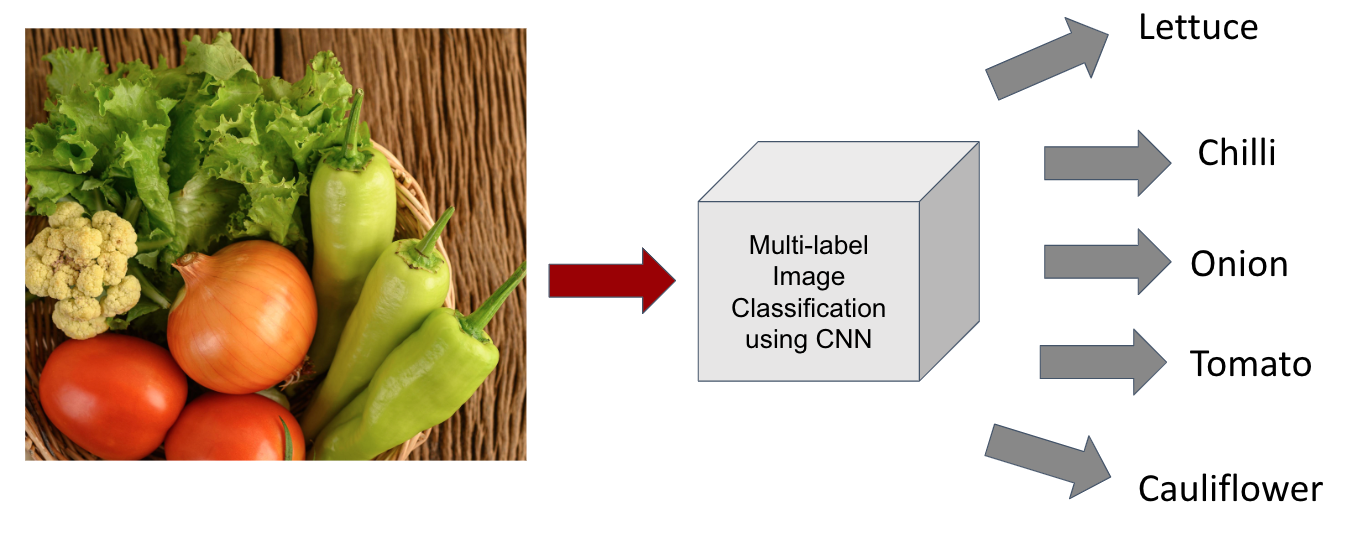 Lettuce
Chilli
Multi-label
Image
Classification
using CNN
Onion
Tomato
Cauliflower